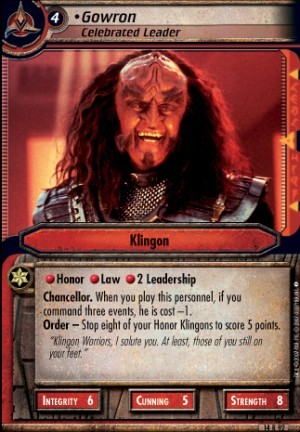 4 •Gowron
Celebrated Leader
Klingon
Honor Law 2 Leadership
Chancellor. When you play this personnel, if you
command three events, he is cost -1.
Order – Stop eight of your Honor Klingons to score 5 points.
"Klingon Warriors, I salute you. At least, those of you still on
your feet."
Integrity 6 Cunning 5 Strength 8